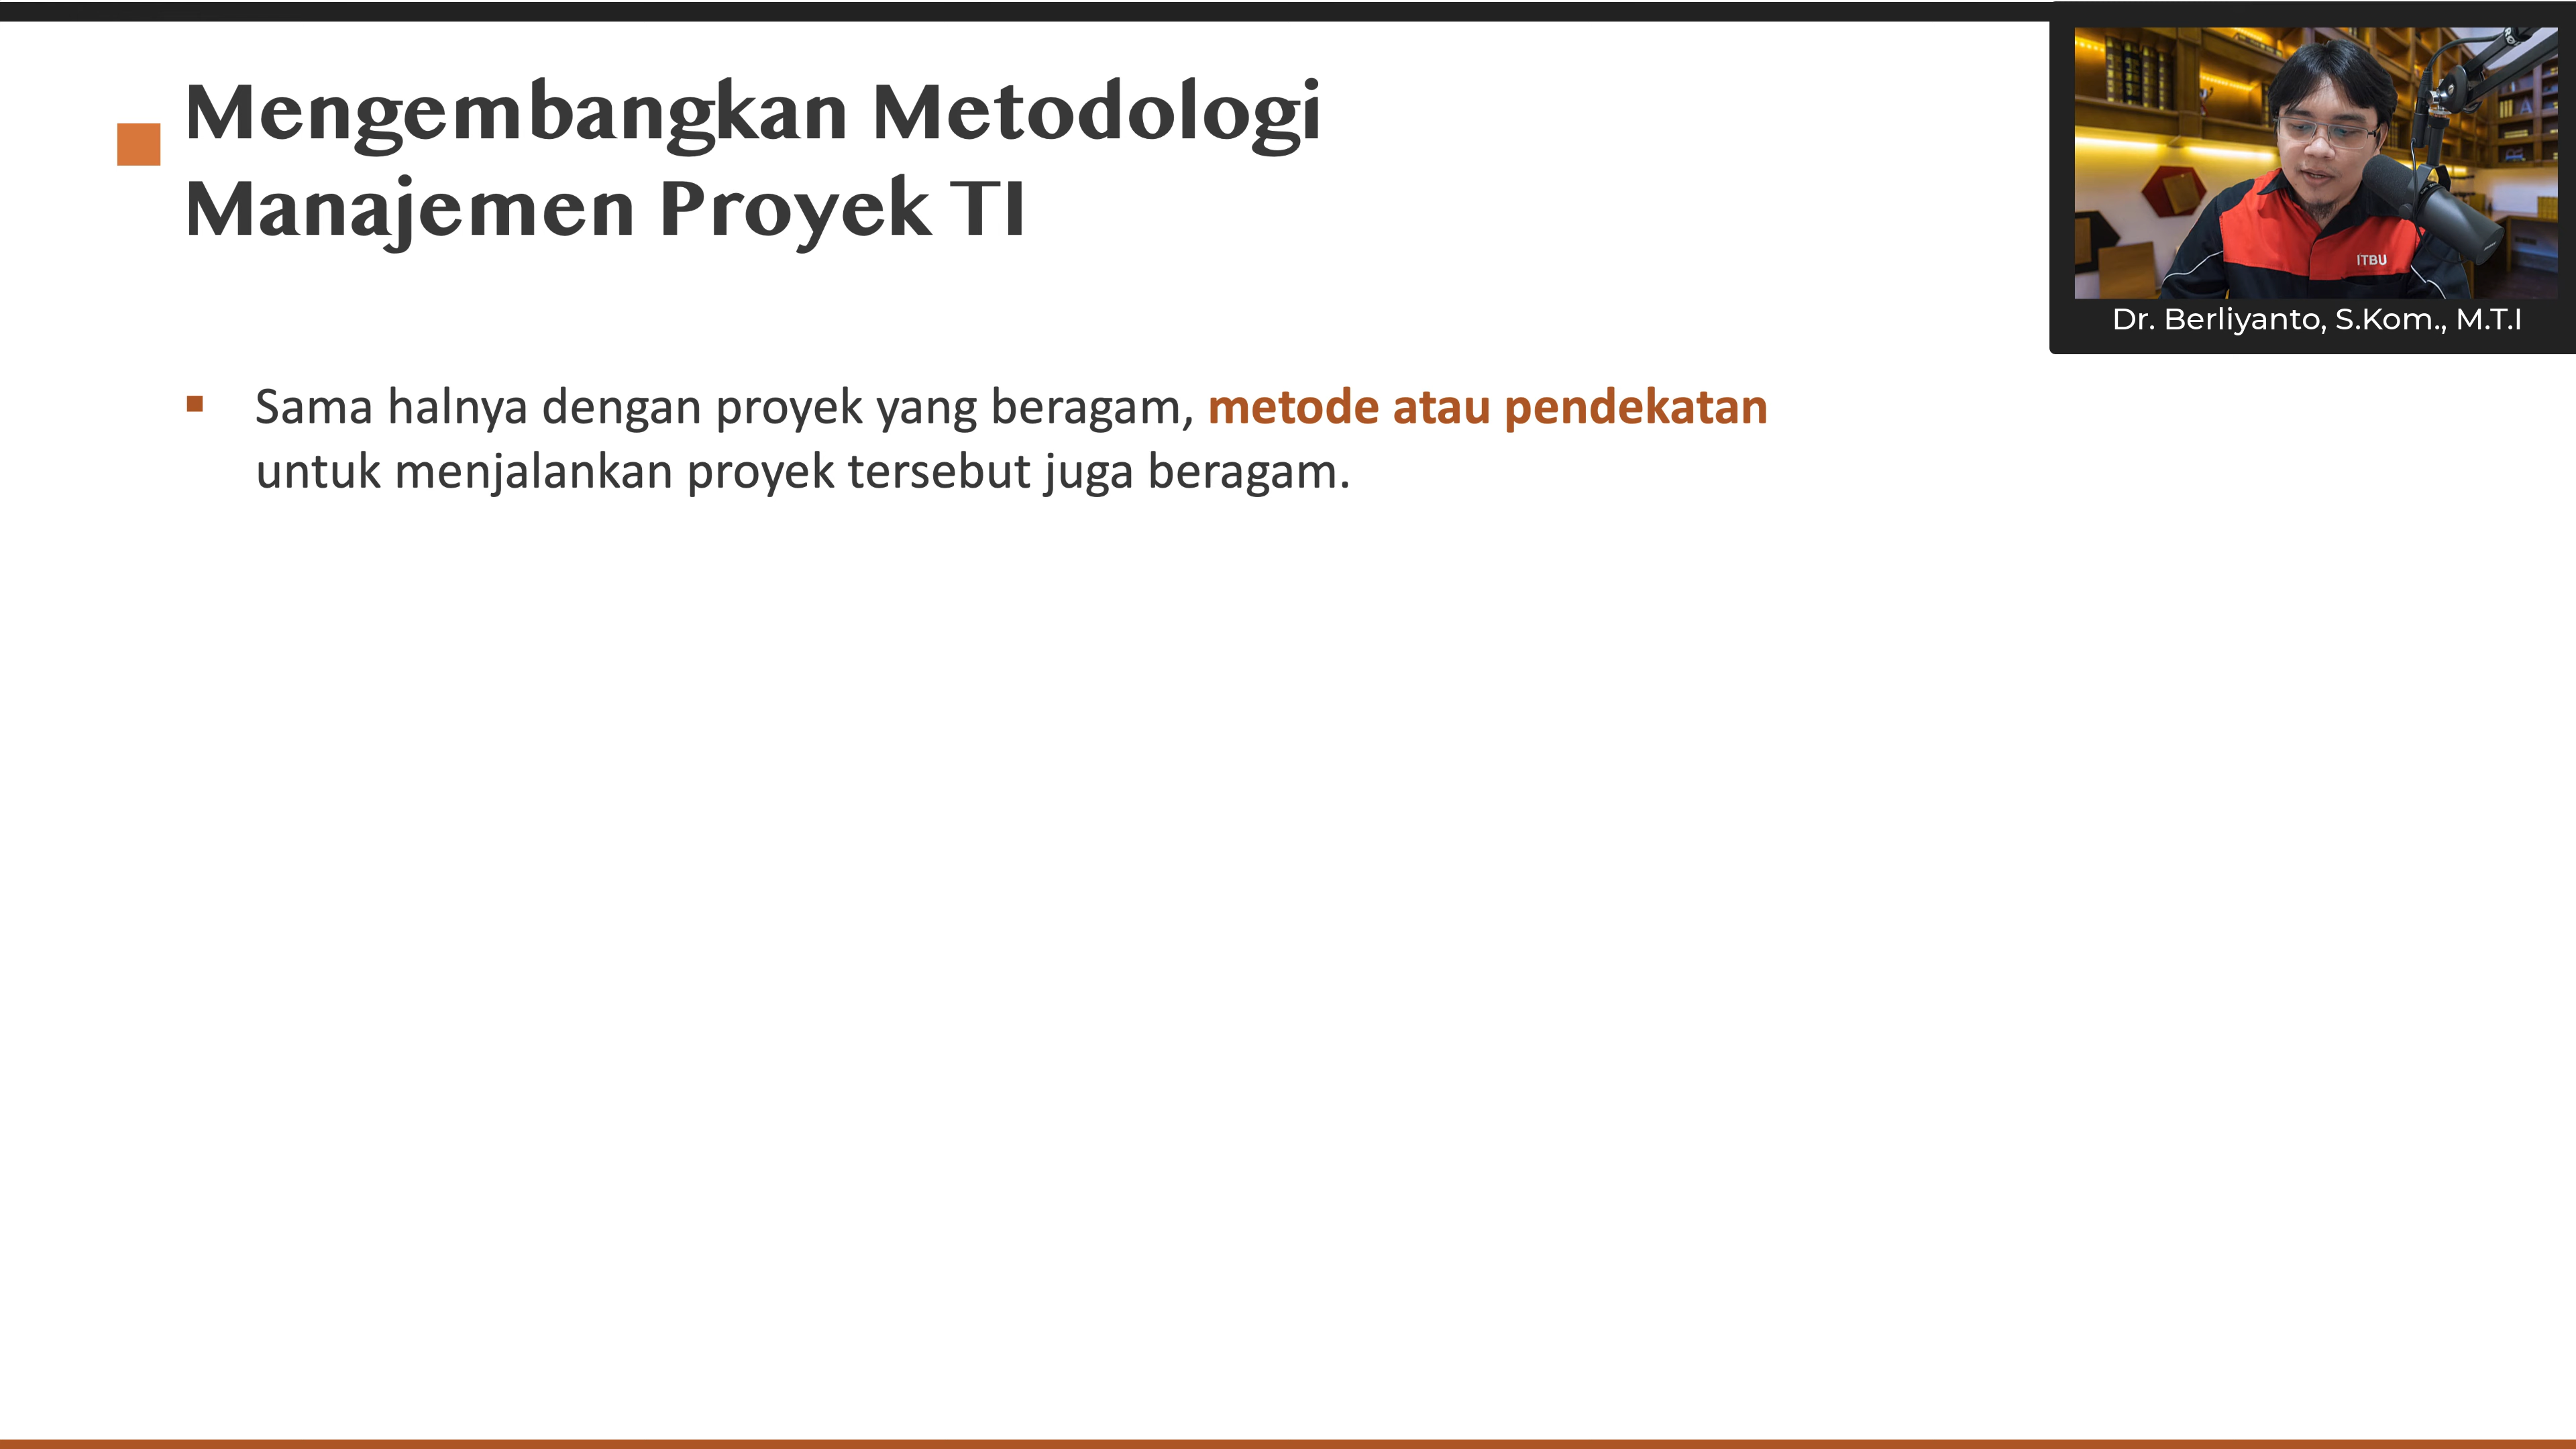 Mengembangkan Metodologi
Manajemen Proyek TI
ITBU
Dr. Berliyanto, S.Kom., M.T.I
Sama halnya dengan proyek yang beragam, metode atau pendekatan
untuk menjalankan proyek tersebut juga beragam.